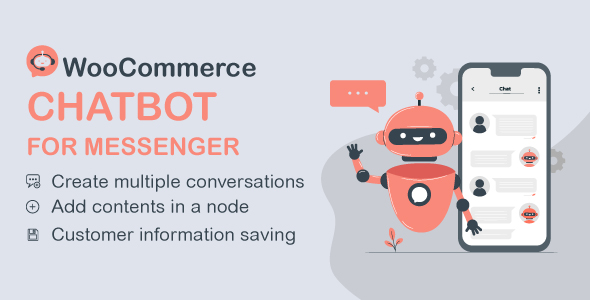 WooCommerce
CHATBOT
FOR MESSENGER
Create multiple conversations
Add contents in a node
Customer information saving
Chat